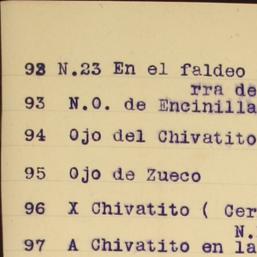 92 N.23 En el faldeo
rra de
93 N.O. de Encinilla
94 Ojo del Chivatito
95 Ojo de Zueco
96 X Chivatito ( Cer
N.
97 A Chivatito en la